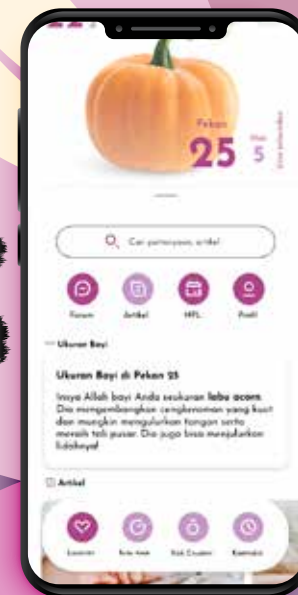 Pekan
25
Hari
5
Cari pertanyaan, artikel
Forum
Artikel
HPL
Profil
Ukuran Bayi
Ukuran Bayi di Pekan 25
Insya Allah bayi Anda seukuran labu acorn.
Dia mengembangkan cengkeraman yang kuat
dan mungkin mengulurkan tangan serta
meraih tali pusar. Dia juga bisa menjulurkan
lidahnya!
Artikel
Kontraksi